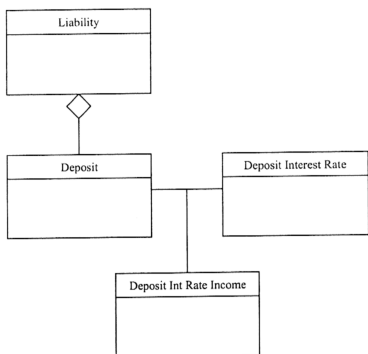 Liability
Deposit
Deposit Interest Rate
Deposit Int Rate Income